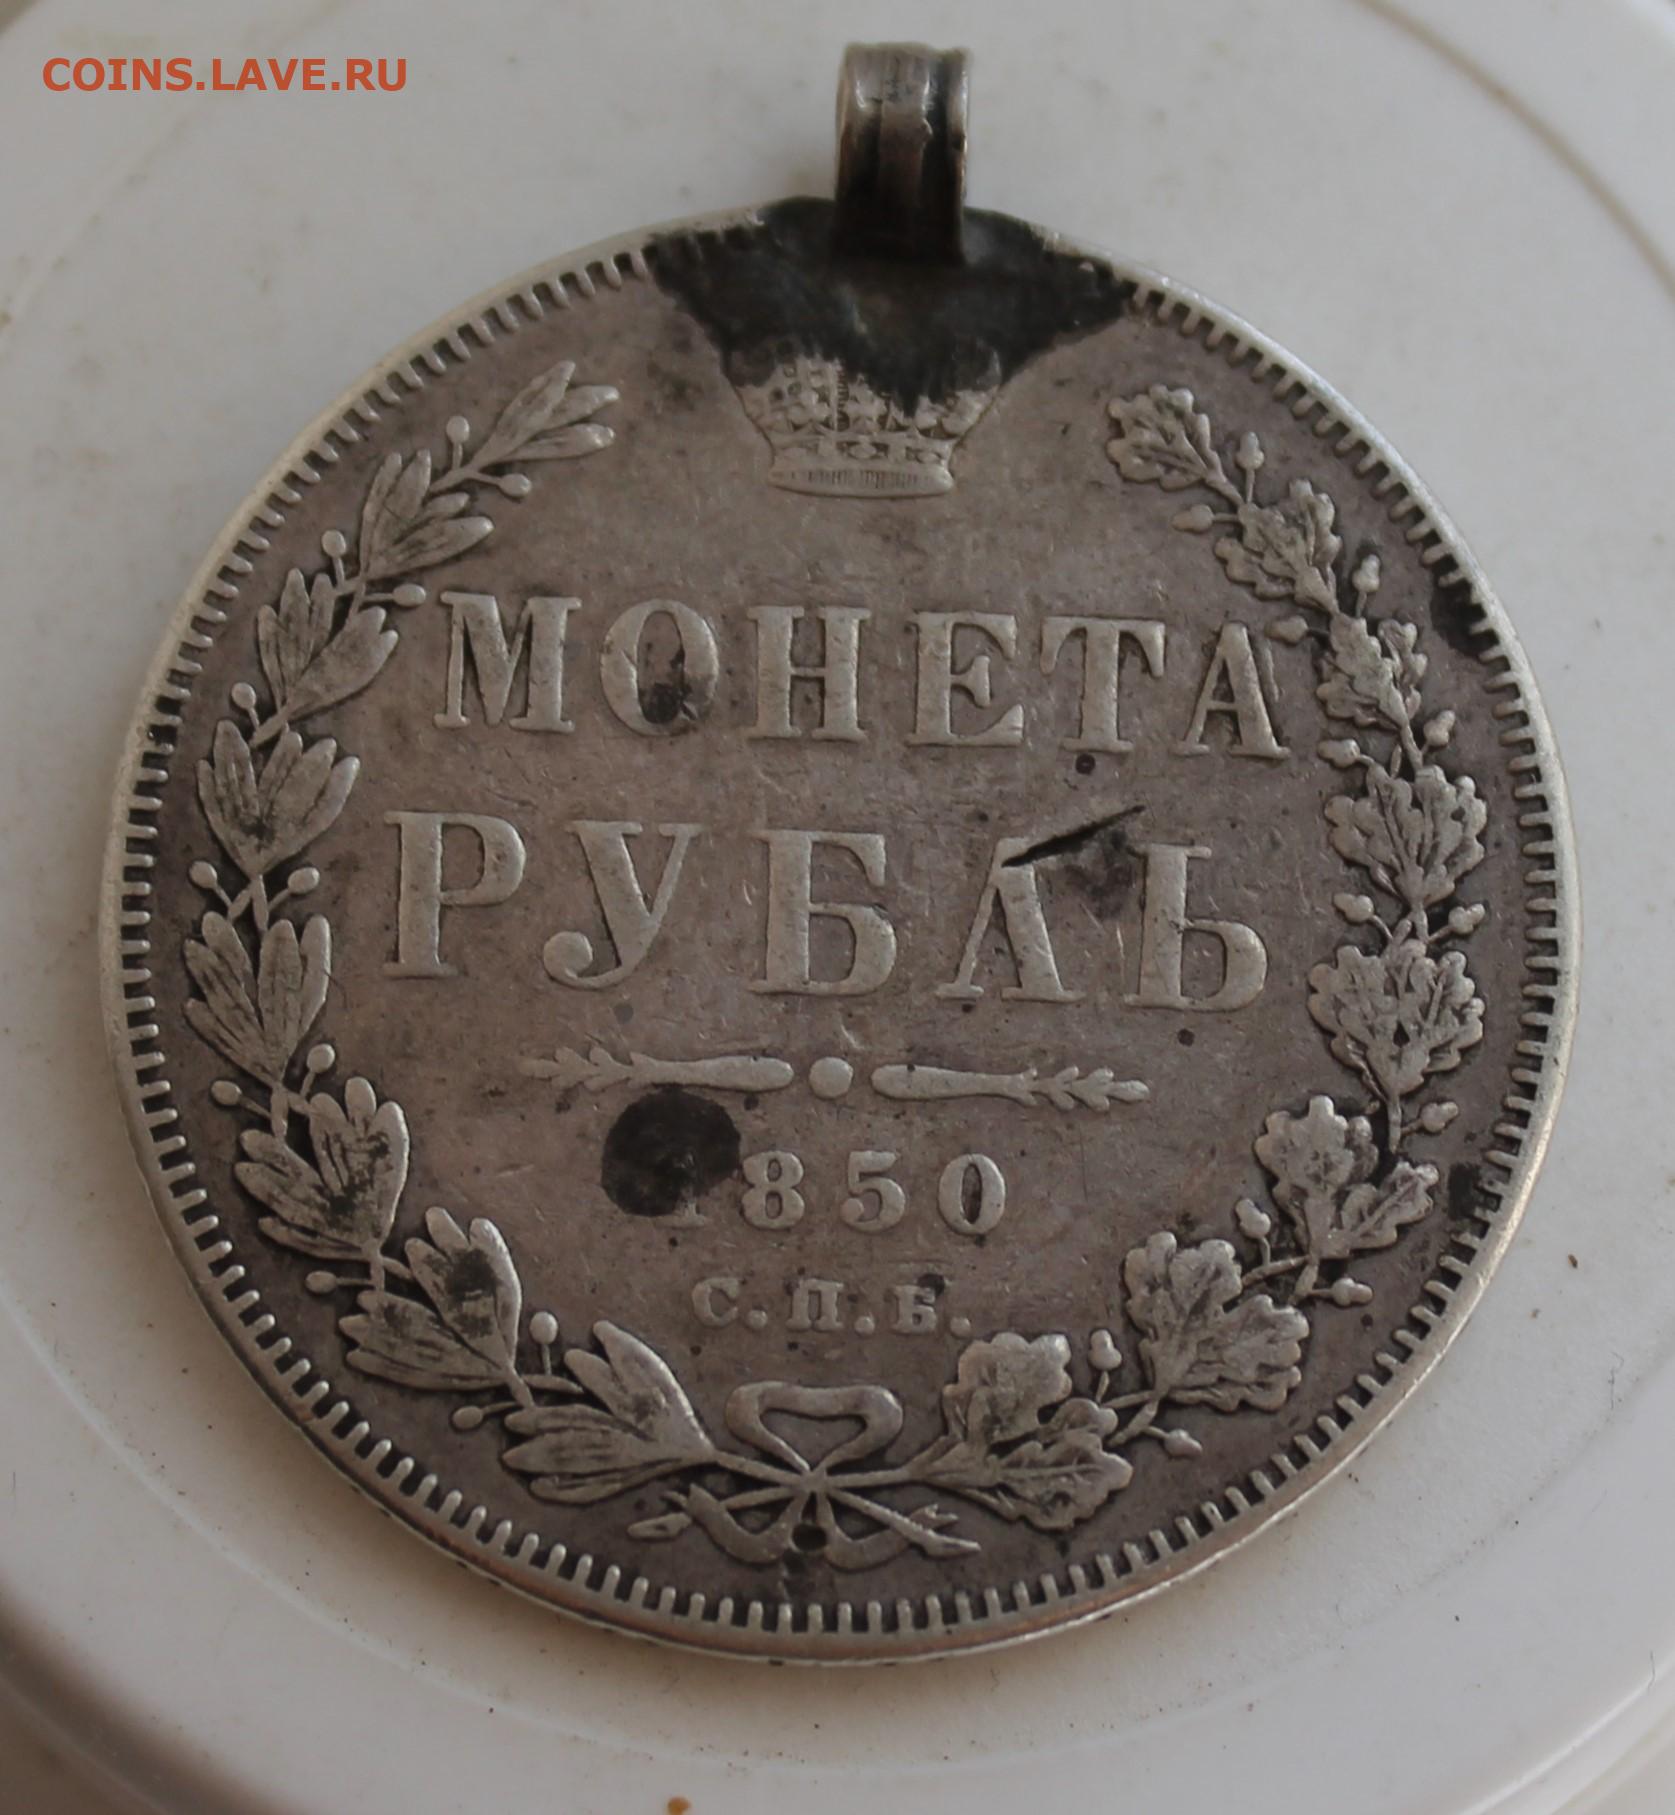 COINS.LAVE.RU
МОНЕТА
РУБЛЬ
1850
С.П.Б.